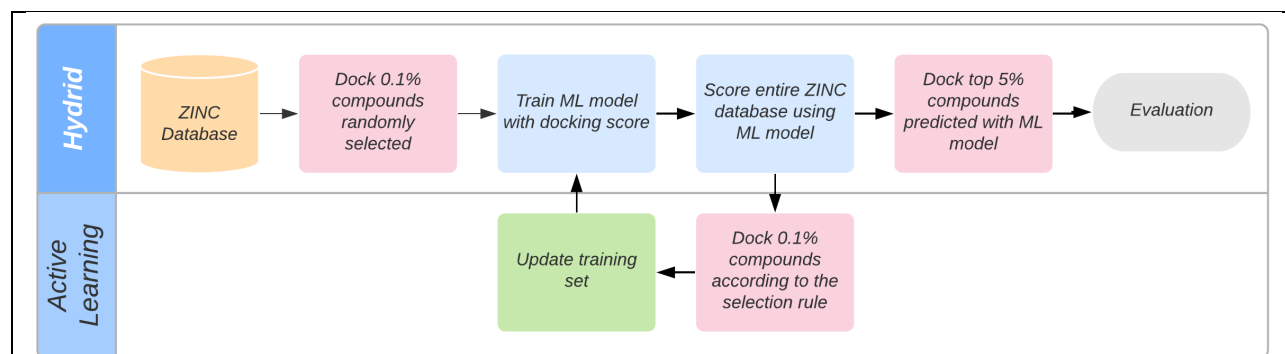 Hydrid
ZINC
Database
Dock 0.1%
compounds
randomly
selected
Train ML model
with docking score
Score entire ZINC
database using
ML model
Dock top 5%
compounds
predicted with ML
model
Evaluation
Active
Learning
Update training
set
Dock 0.1%
compounds
according to the
selection rule